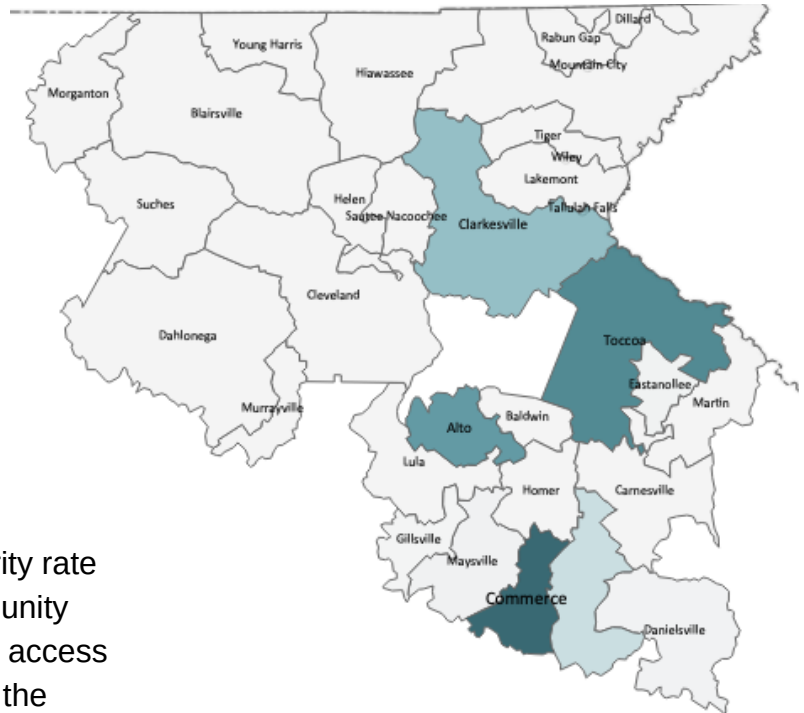 Dillard
Rabun Gap
Young Harris
Mountain City
Hiawassee
Morganton
Blairsville
Tiger
Wiley
Lakemont
Helen
Suches
Tallulah Falls
Sautee Nacoochee
Clarkesville
Cleveland
Dahlonega
Toccoa
Eastanollee
Martin
Murrayville
Baldwin
Alto
Lula
Homer
Carnesville
Gillsville
Maysville
Commerce
Danielsville
ity rate
unity
access
the